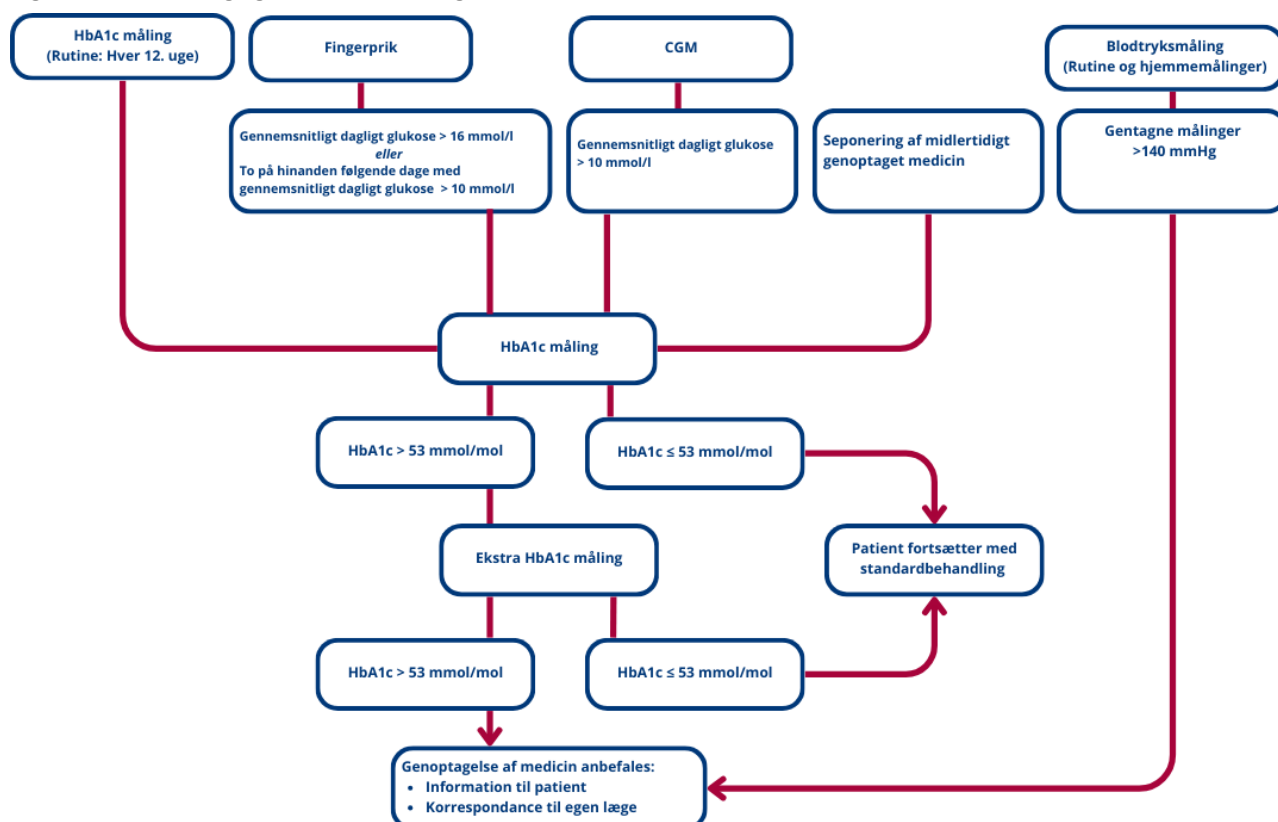 HbA1c måling
(Rutine: Hver 12. uge)
Fingerprik
CGM
Blodtryksmåling
(Rutine og hjemmemålinger)
Gennemsnitligt dagligt glukose > 16 mmol/l
eller
To på hinanden følgende dage med
gennemsnitligt dagligt glukose > 10 mmol/l
Gennemsnitligt dagligt glukose
> 10 mmol/l
Seponering af midlertidigt
genoptaget medicin
Gentagne målinger
>140 mmHg
HbA1c måling
HbA1c > 53 mmol/mol
HbA1c ≤ 53 mmol/mol
Ekstra HbA1c måling
Patient fortsætter med
standardbehandling
HbA1c > 53 mmol/mol
HbA1c ≤ 53 mmol/mol
Genoptagelse af medicin anbefales:
• Information til patient
• Korrespondance til egen læge